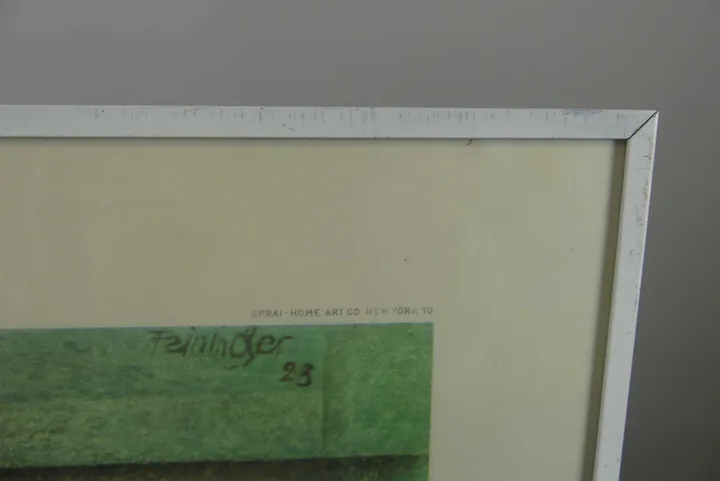 SPRAI-HOME ART CO NEW YORK 10
Feininger
23